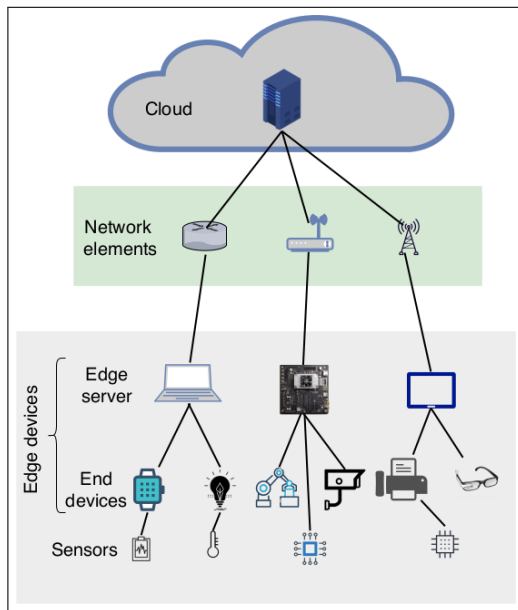 Cloud
Network
elements
Edge devices
Edge
server
End
devices
Sensors